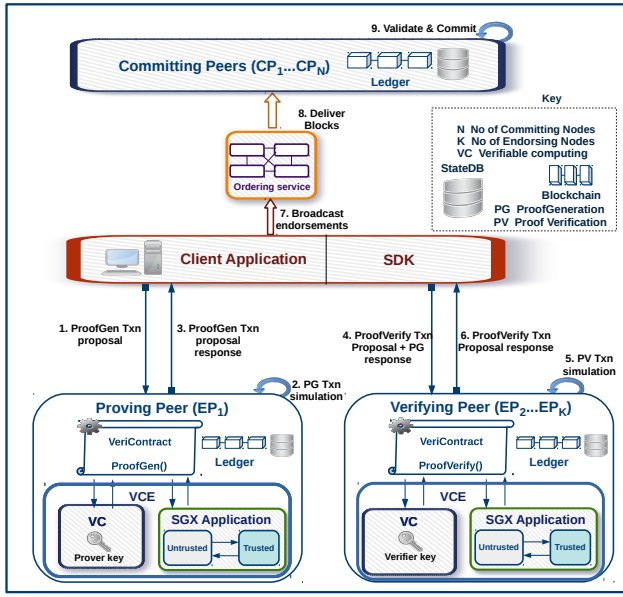 9. Validate & Commit
Committing Peers (CP1...CPN)
Ledger
8. Deliver
Blocks
Key
N No of Committing Nodes
K No of Endorsing Nodes
VC Verifiable computing
StateDB
Blockchain
PG ProofGeneration
PV Proof Verification
Ordering service
7. Broadcast
endorsements
Client Application
SDK
1. ProofGen Txn
proposal
3. ProofGen Txn
proposal
response
4. ProofVerify Txn
Proposal + PG
response
6. ProofVerify Txn
Proposal response
2. PG Txn
simulation
5. PV Txn
simulation
Proving Peer (EP1)
VeriContract
ProofGen()
Ledger
VCE
VC
Prover key
SGX Application
Untrusted
Trusted
Verifying Peer (EP2...EPK)
VeriContract
ProofVerify()
Ledger
VCE
VC
Verifier key
SGX Application
Untrusted
Trusted